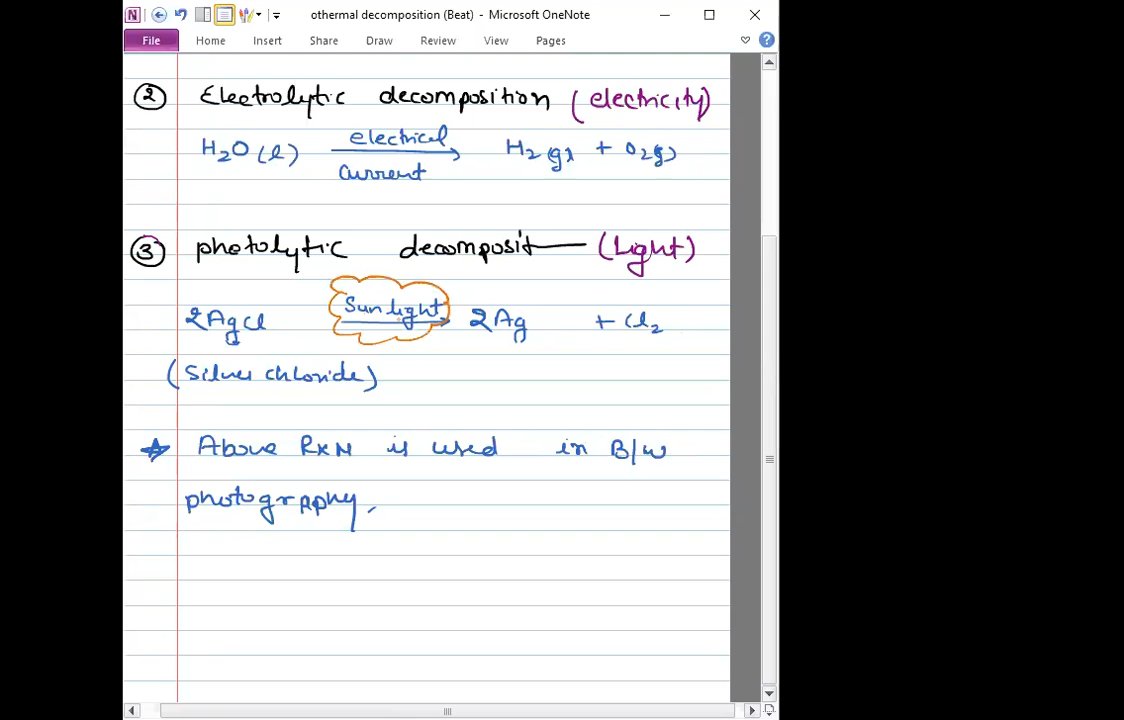 othermal decomposition (Beat) - Microsoft OneNote
File Home Insert Share Draw Review View Pages
② Electrolytic decomposition (electricity)
H2O (l) electrical current H2(g) + O2(g)
③ photolytic decomposit (Light)
2AgCl Sunlight 2Ag + Cl2
(Silver chloride)
Above RXN is used in B/W
photography,